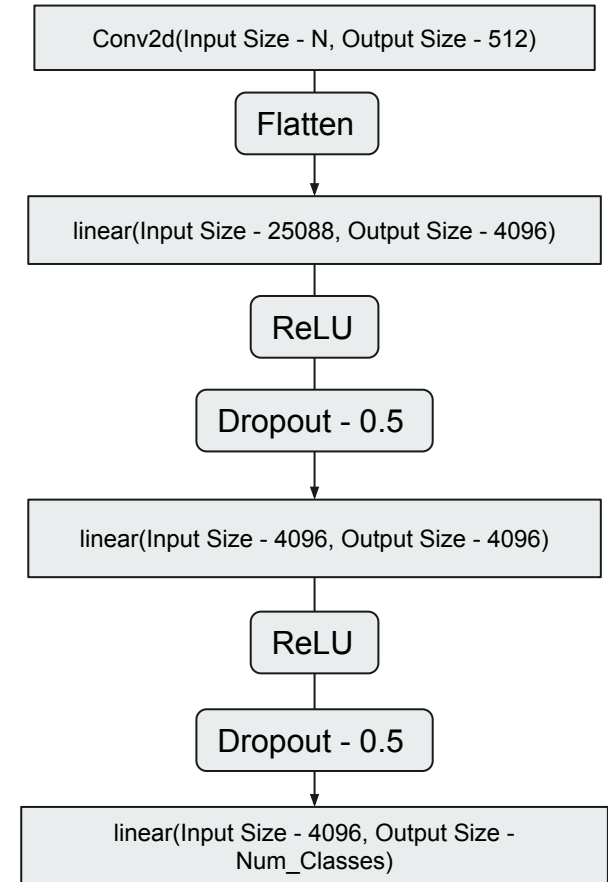 Conv2d(Input Size - N, Output Size - 512)
Flatten
linear(Input Size - 25088, Output Size - 4096)
ReLU
Dropout - 0.5
linear(Input Size - 4096, Output Size - 4096)
ReLU
Dropout - 0.5
linear(Input Size - 4096, Output Size -
Num_Classes)